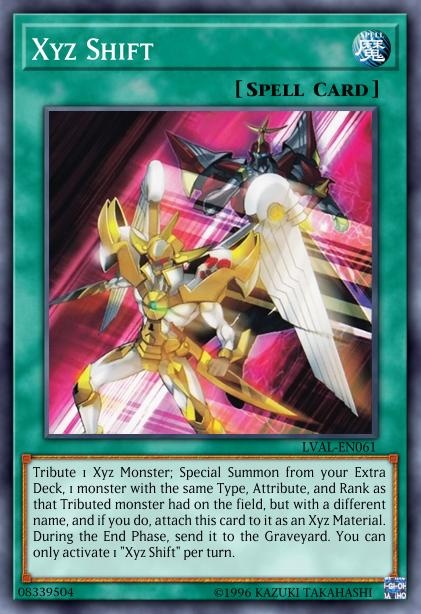 Xyz Shift
SPELL
魔
[ Spell Card ]
LVAL-EN061
Tribute 1 Xyz Monster; Special Summon from your Extra
Deck, 1 monster with the same Type, Attribute, and Rank as
that Tributed monster had on the field, but with a different
name, and if you do, attach this card to it as an Xyz Material.
During the End Phase, send it to the Graveyard. You can
only activate 1 "Xyz Shift" per turn.
08339504
©1996 KAZUKI TAKAHASHI